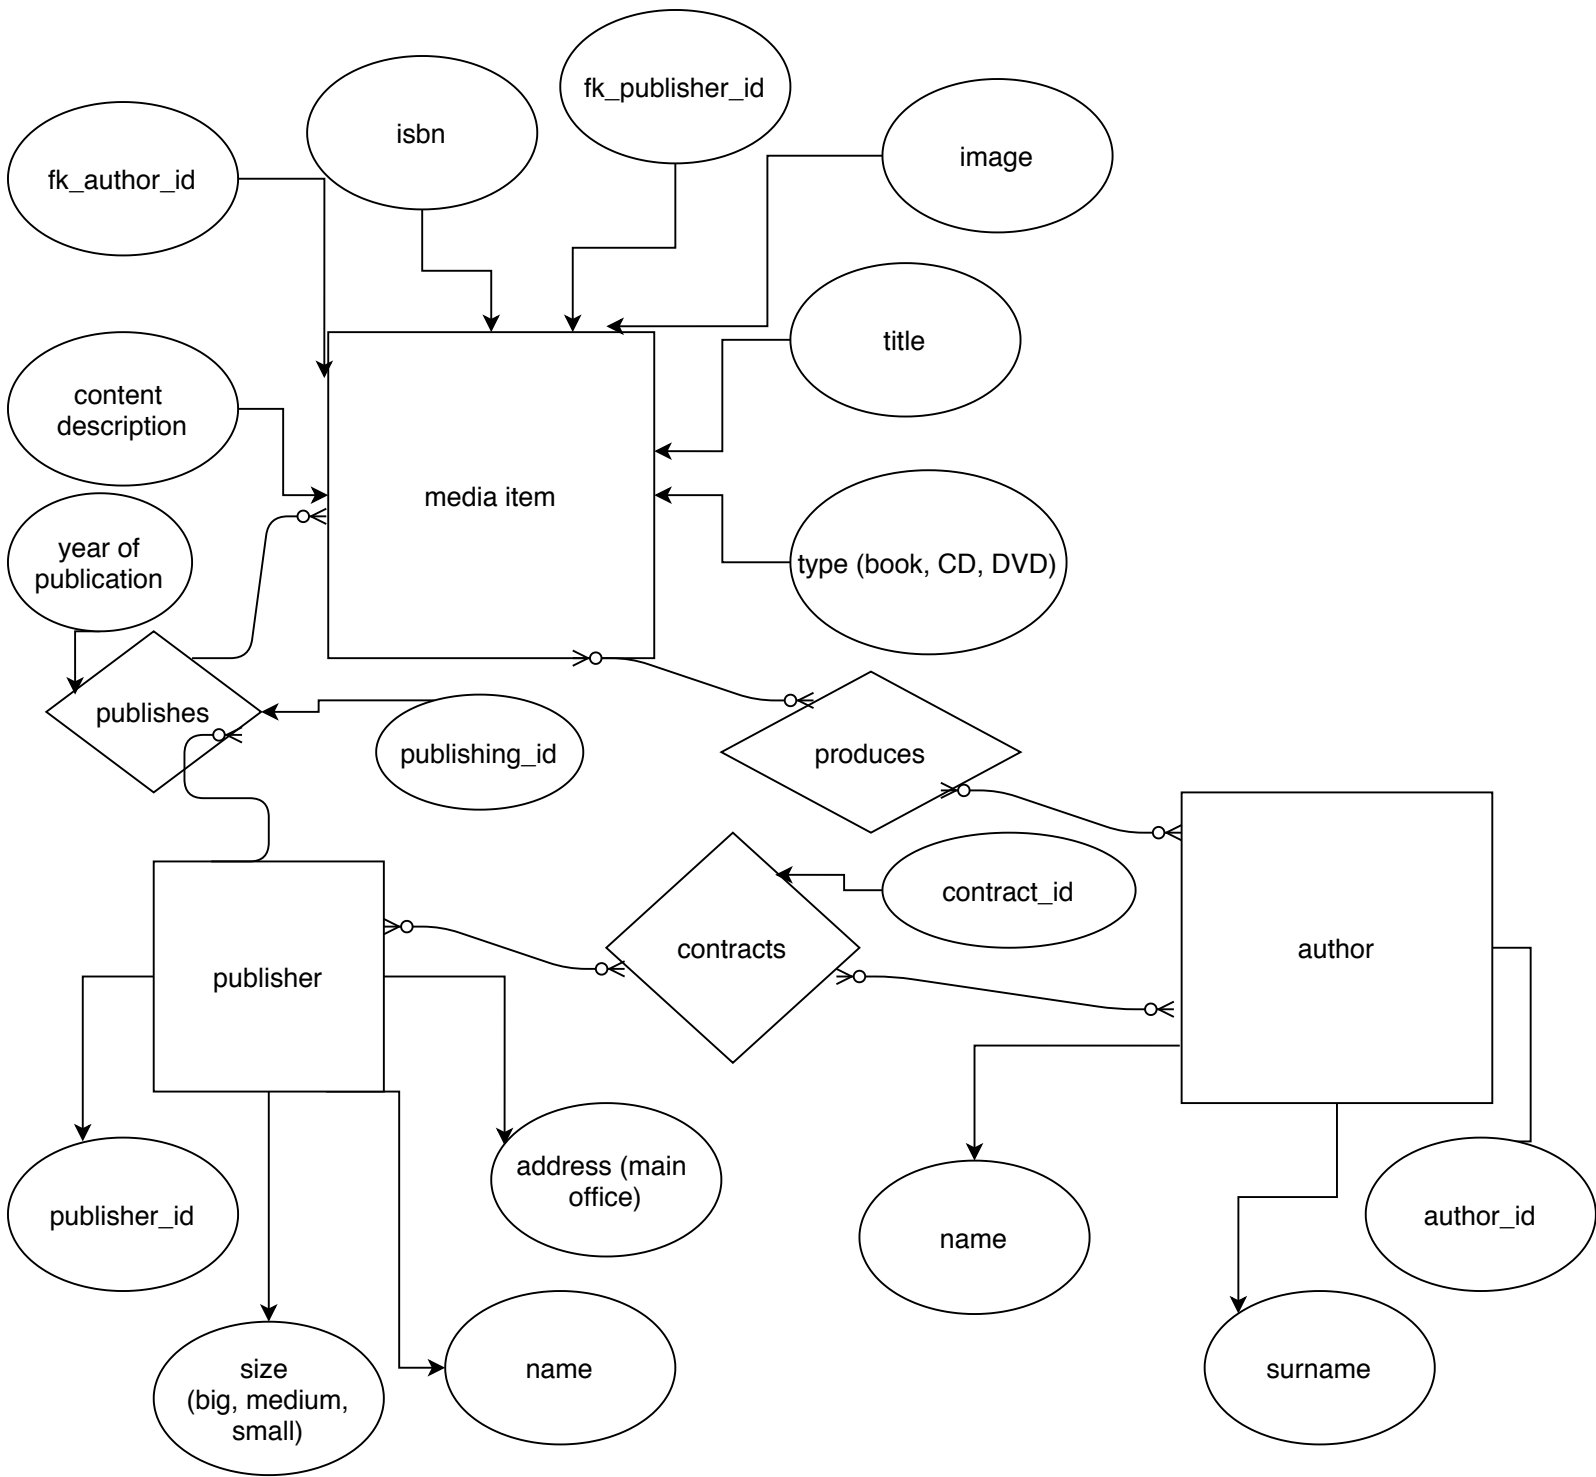 fk_publisher_id
isbn
image
fk_author_id
title
content
description
media item
year of
publication
type (book, CD, DVD)
publishes
publishing_id
produces
contract_id
contracts
author
publisher
address (main
office)
publisher_id
name
author_id
size
(big, medium,
small)
name
surname